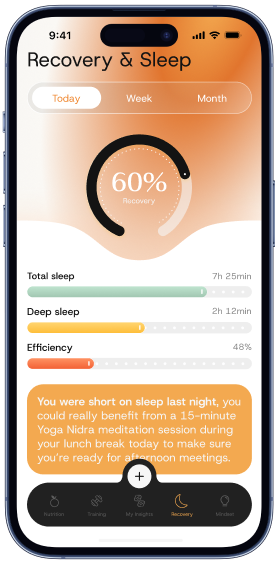 9:41
Recovery & Sleep
Today Week Month
60%
Recovery
Total sleep 7h 25min
Deep sleep 2h 12min
Efficiency 48%
You were short on sleep last night, you
could really benefit from a 15-minute
Yoga Nidra meditation session during
your lunch break today to make sure
you're ready for afternoon meetings.
+
Nutrition Training My Insights Recovery Mindset